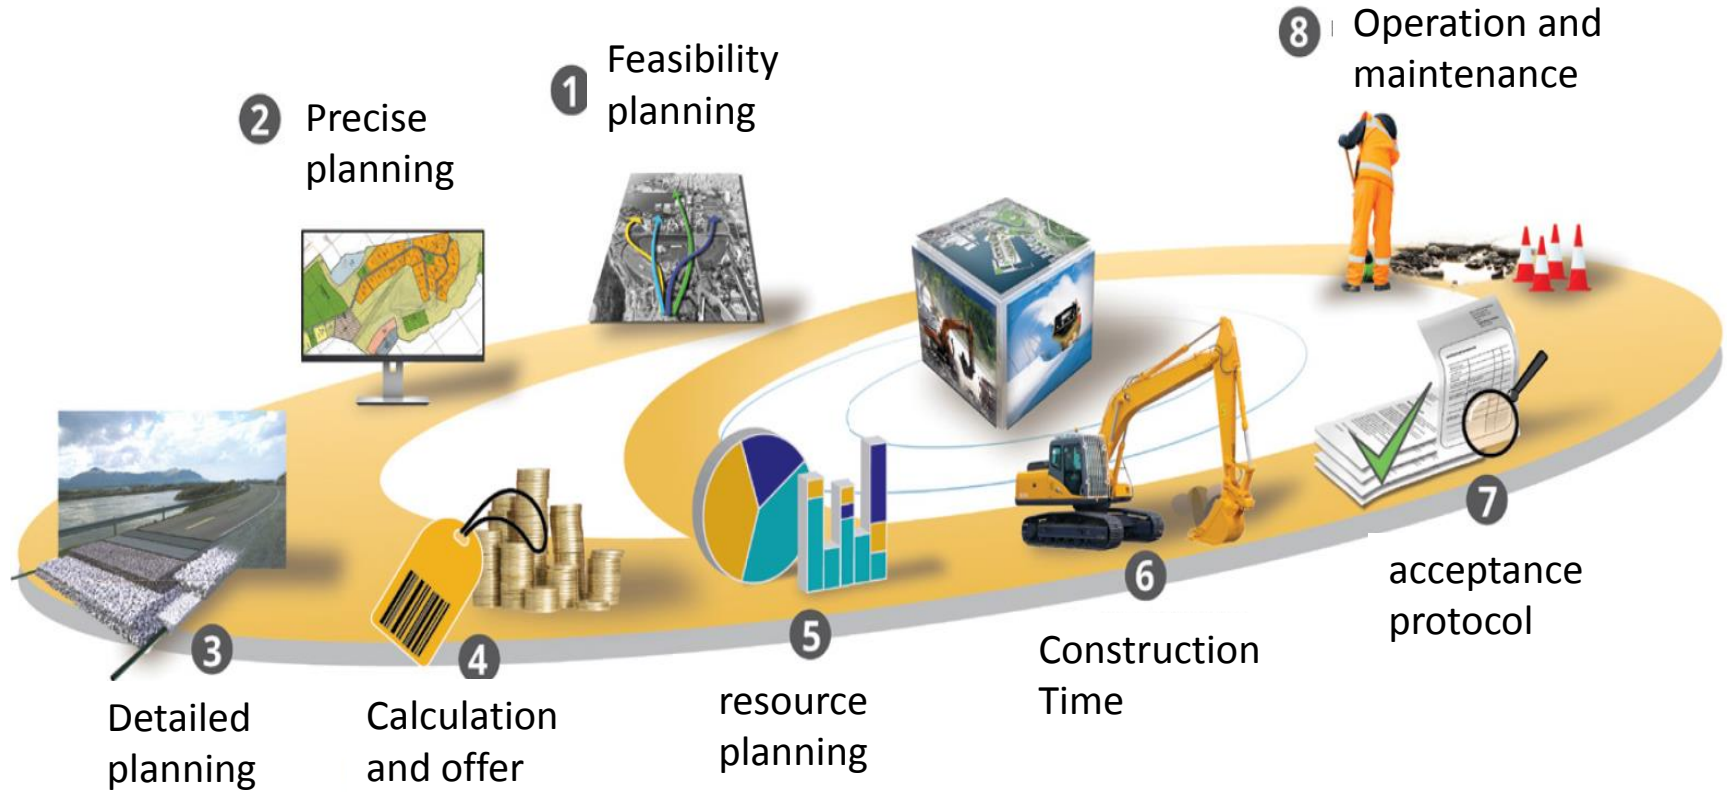 1
Feasibility
planning
2
Precise
planning
3
Detailed
planning
4
Calculation
and offer
5
resource
planning
6
Construction
Time
7
acceptance
protocol
8
Operation and
maintenance